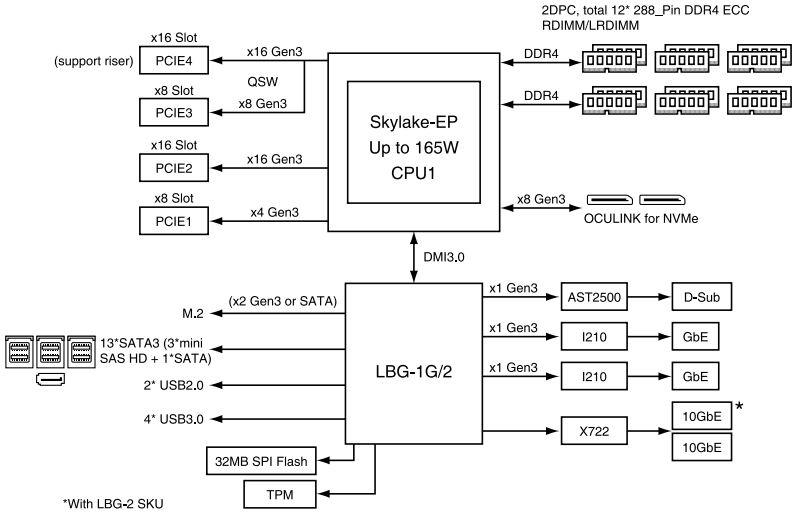 2DPC, total 12* 288_Pin DDR4 ECC
RDIMM/LRDIMM
x16 Slot
(support riser)
PCIE4
x16 Gen3
QSW
x8 Slot
PCIE3
x8 Gen3
x16 Slot
PCIE2
x16 Gen3
x8 Slot
PCIE1
x4 Gen3
Skylake-EP
Up to 165W
CPU1
DDR4
DDR4
x8 Gen3
OCULINK for NVMe
DMI3.0
LBG-1G/2
M.2
(x2 Gen3 or SATA)
13*SATA3 (3*mini
SAS HD + 1*SATA)
2* USB2.0
4* USB3.0
32MB SPI Flash
TPM
x1 Gen3
AST2500
D-Sub
x1 Gen3
I210
GbE
x1 Gen3
I210
GbE
X722
10GbE
*
10GbE
*With LBG-2 SKU